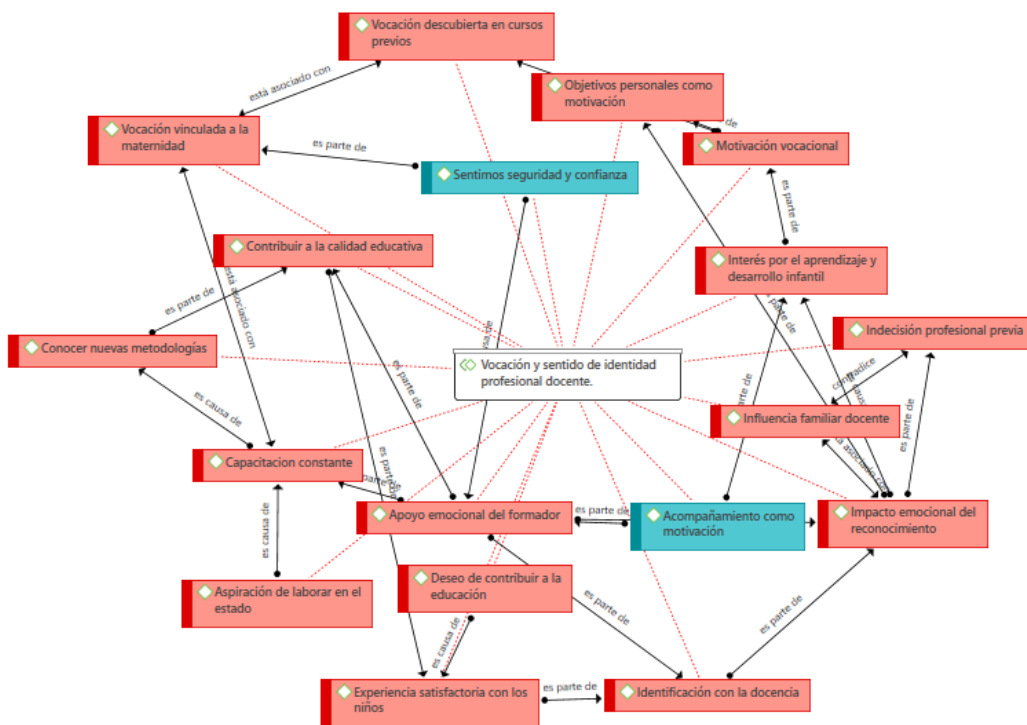 Vocación descubierta en cursos
previos
está asociado con
Objetivos personales como
motivación
de
Vocación vinculada a la
maternidad
es parte de
Motivación vocacional
Sentimos seguridad y confianza
es parte de
Contribuir a la calidad educativa
Interés por el aprendizaje y
desarrollo infantil
está asociado con
es parte de
parte de
Indecisión profesional previa
Conocer nuevas metodologías
Vocación y sentido de identidad
profesional docente.
contradice
es parte de
de
es causa de
Influencia familiar docente
es parte de
Capacitacion constante
es parte de
asociado con
de
Apoyo emocional del formador
es parte de
Acompañamiento como
motivación
Impacto emocional del
reconocimiento
es causa de
Aspiración de laborar en el
estado
Deseo de contribuir a la
educación
es parte de
es parte de
es causa de
Experiencia satisfactoria con los
niños
es parte de
Identificación con la docencia